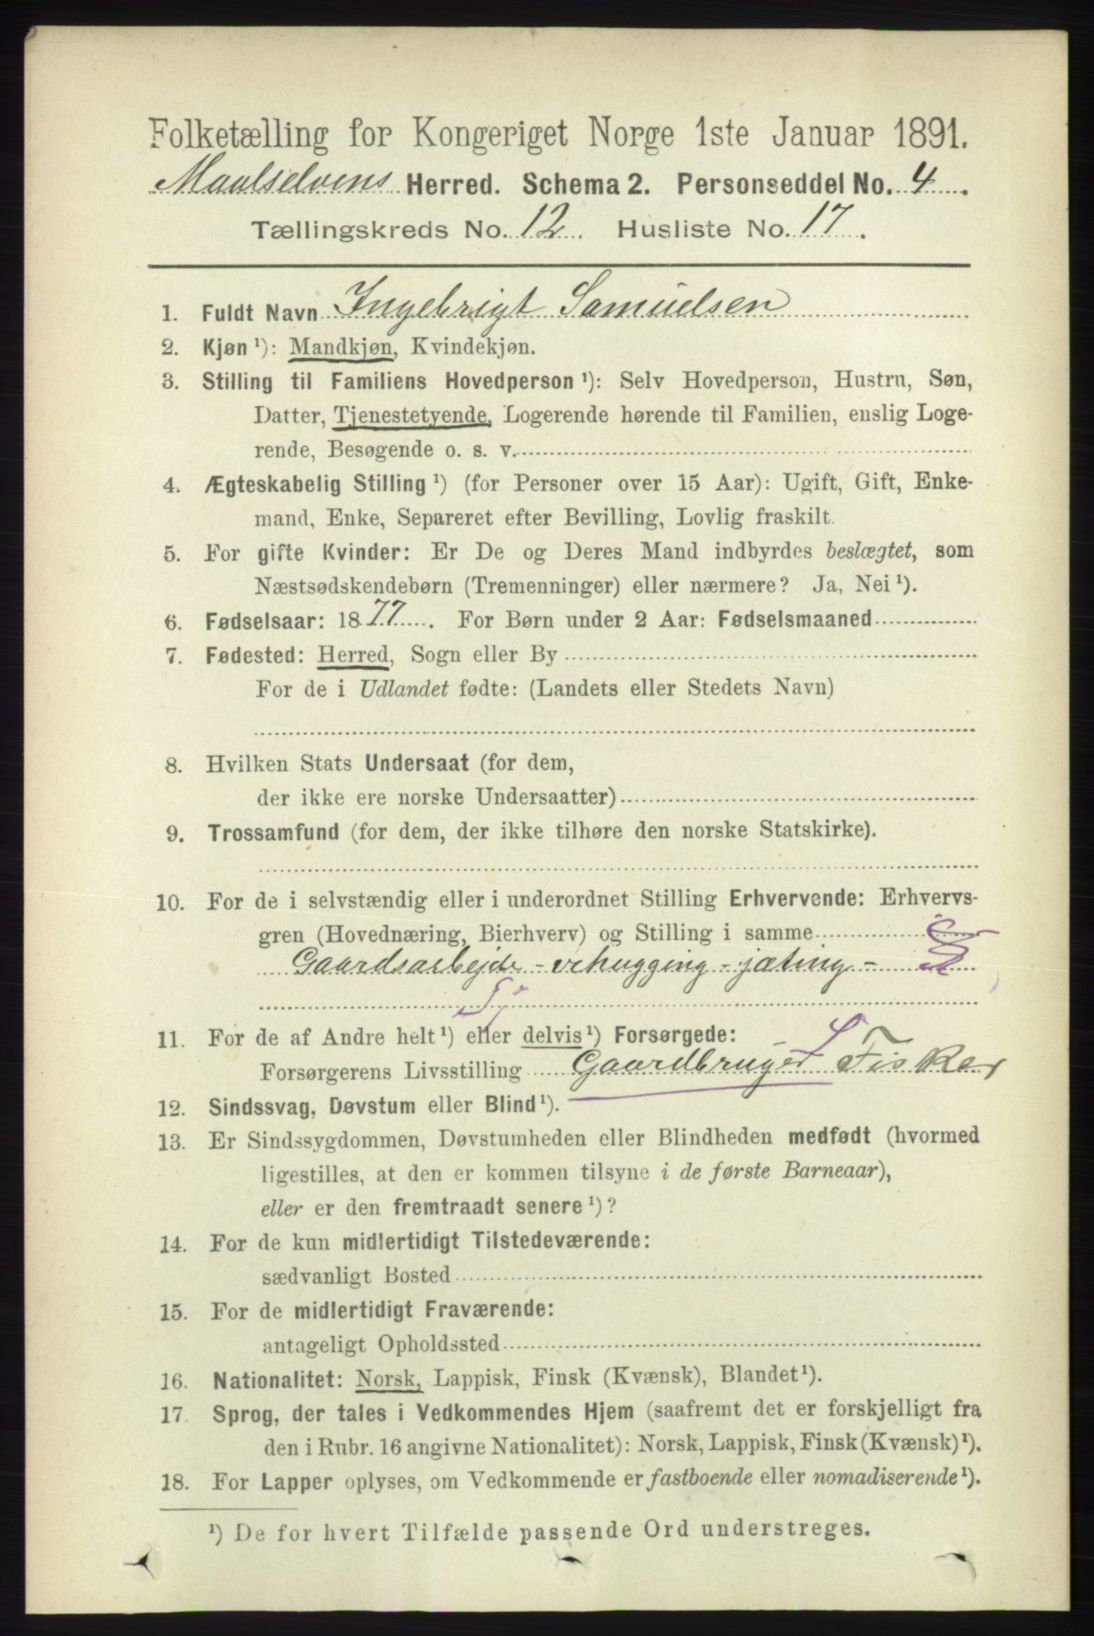 Folketælling for Kongeriget Norge 1ste Januar 1891.
Maalselvens Herred. Schema 2. Personseddel No. 4.
Tællingskreds No. 12. Husliste No. 17.
1. Fuldt Navn Ingebrigt Samuelsen
2. Kjøn ¹): Mandkjøn, Kvindekjøn.
3. Stilling til Familiens Hovedperson ¹): Selv Hovedperson, Hustru, Søn,
Datter, Tjenestetyende, Logerende hørende til Familien, enslig Loge-
rende, Besøgende o. s. v.
4. Ægteskabelig Stilling ¹) (for Personer over 15 Aar): Ugift, Gift, Enke-
mand, Enke, Separeret efter Bevilling, Lovlig fraskilt.
5. For gifte Kvinder: Er De og Deres Mand indbyrdes beslægtet, som
Næstsødskendebørn (Tremenninger) eller nærmere? Ja, Nei ¹).
6. Fødselsaar: 1877. For Børn under 2 Aar: Fødselsmaaned
7. Fødested: Herred, Sogn eller By
For de i Udlandet fødte: (Landets eller Stedets Navn)
8. Hvilken Stats Undersaat (for dem,
der ikke ere norske Undersaatter)
9. Trossamfund (for dem, der ikke tilhøre den norske Statskirke).
10. For de i selvstændig eller i underordnet Stilling Erhvervende: Erhvervs-
gren (Hovednæring, Bierhverv) og Stilling i samme
Gaardsarbejde - vehugging - jæting -
Tj
11. For de af Andre helt ¹) eller delvis ¹) Forsørgede:
Forsørgerens Livsstilling Gaardbruger Fisker
12. Sindssvag, Døvstum eller Blind ¹).
13. Er Sindssygdommen, Døvstumheden eller Blindheden medfødt (hvormed
ligestilles, at den er kommen tilsyne i de første Barneaar),
eller er den fremtraadt senere ¹)?
14. For de kun midlertidigt Tilstedeværende:
sædvanligt Bosted
15. For de midlertidigt Fraværende:
antageligt Opholdssted
16. Nationalitet: Norsk, Lappisk, Finsk (Kvænsk), Blandet ¹).
17 Sprog, der tales i Vedkommendes Hjem (saafremt det er forskjelligt fra
den i Rubr. 16 angivne Nationalitet): Norsk, Lappisk, Finsk (Kvænsk) ¹).
18. For Lapper oplyses, om Vedkommende er fastboende eller nomadiserende ¹).
¹) De for hvert Tilfælde passende Ord understreges.